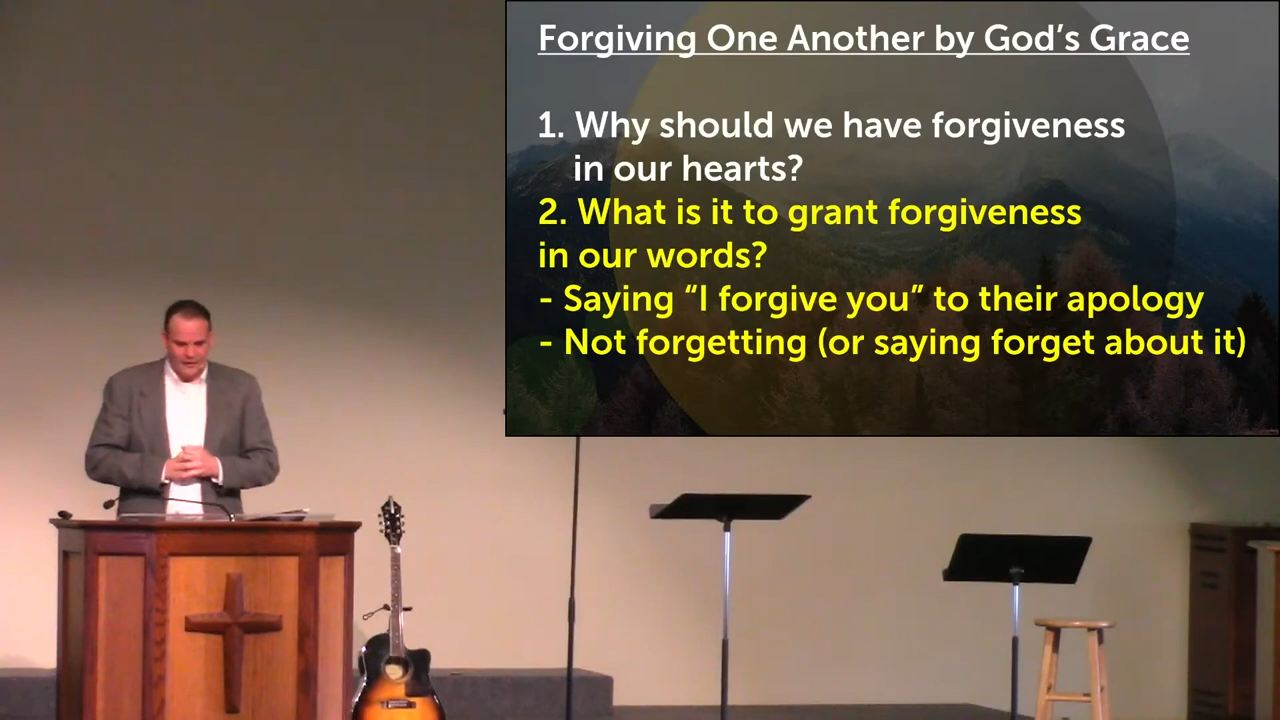 Forgiving One Another by God’s Grace
1. Why should we have forgiveness
in our hearts?
2. What is it to grant forgiveness
in our words?
- Saying “I forgive you” to their apology
- Not forgetting (or saying forget about it)